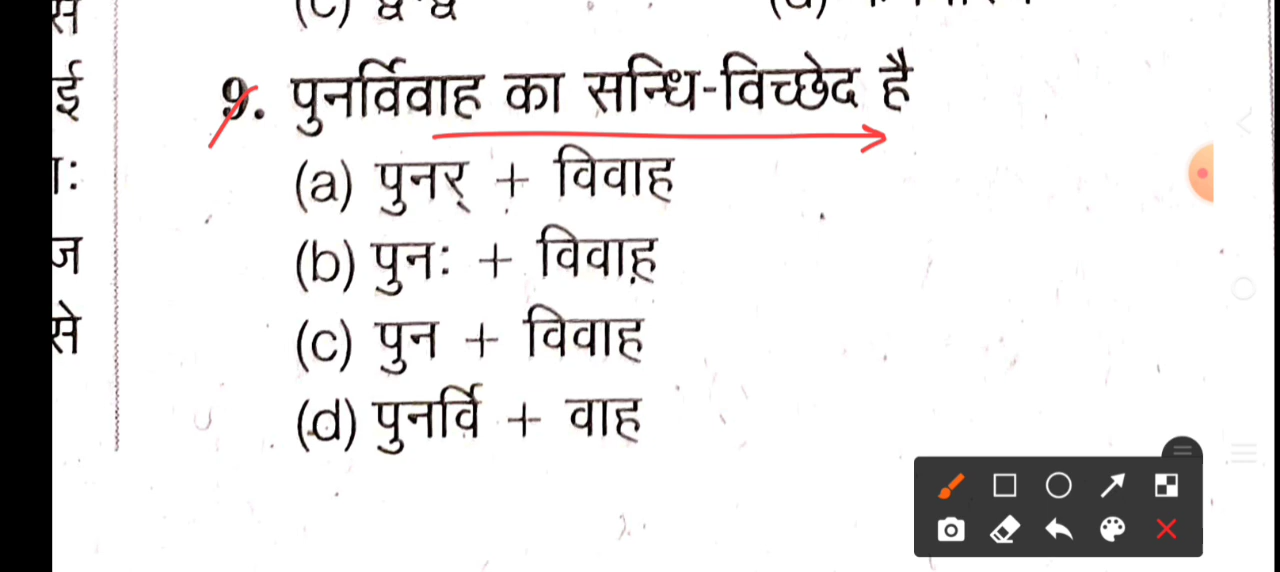 स
ई
ः
ज
से
9. पुनर्विवाह का सन्धि-विच्छेद है
(a) पुनर् + विवाह
(b) पुनः + विवाह
(c) पुन + विवाह
(d) पुनर्वि + वाह